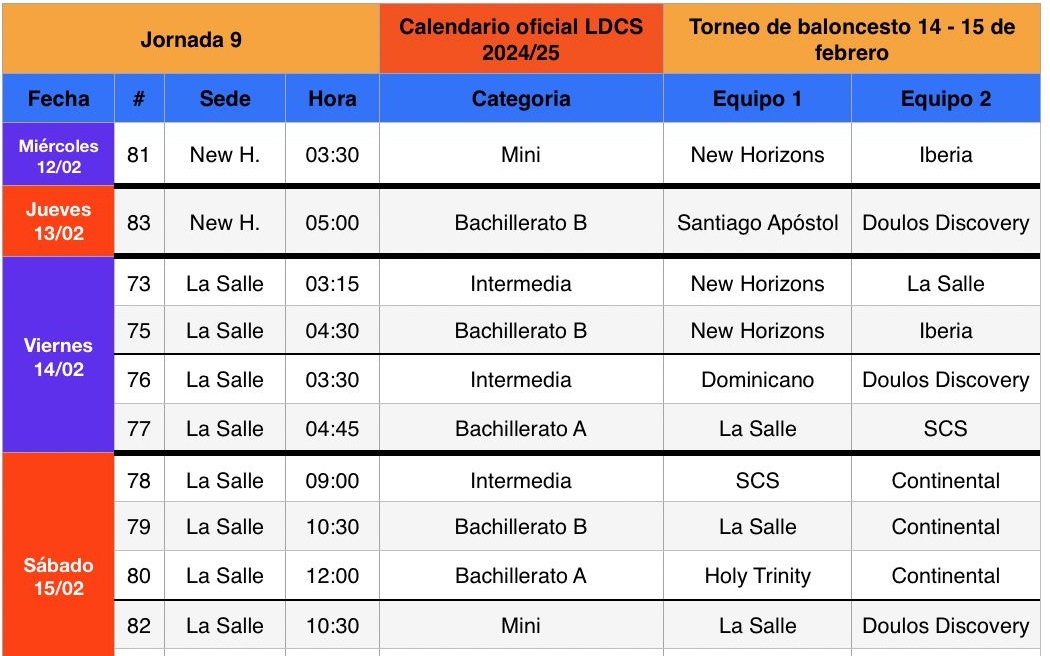 Jornada 9 Calendario oficial LDCS 2024/25 Torneo de baloncesto 14 - 15 de febrero
Fecha # Sede Hora Categoria Equipo 1 Equipo 2
Miércoles 12/02 81 New H. 03:30 Mini New Horizons Iberia
Jueves 13/02 83 New H. 05:00 Bachillerato B Santiago Apóstol Doulos Discovery
Viernes 14/02 73 La Salle 03:15 Intermedia New Horizons La Salle
75 La Salle 04:30 Bachillerato B New Horizons Iberia
76 La Salle 03:30 Intermedia Dominicano Doulos Discovery
77 La Salle 04:45 Bachillerato A La Salle SCS
Sábado 15/02 78 La Salle 09:00 Intermedia SCS Continental
79 La Salle 10:30 Bachillerato B La Salle Continental
80 La Salle 12:00 Bachillerato A Holy Trinity Continental
82 La Salle 10:30 Mini La Salle Doulos Discovery